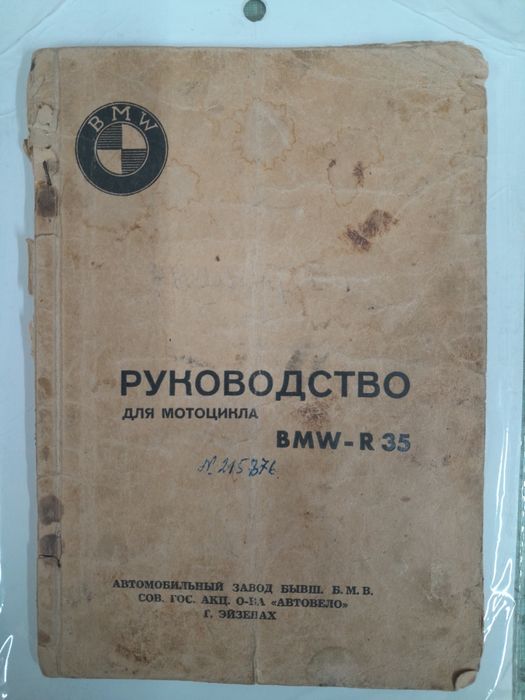 BMW
РУКОВОДСТВО
ДЛЯ МОТОЦИКЛА
BMW-R 35
№ 215876
АВТОМОБИЛЬНЫЙ ЗАВОД БЫВШ. Б. М. В.
СОВ. ГОС. АКЦ. О-ВА «АВТОВЕЛО»
Г. ЭЙЗЕНАХ